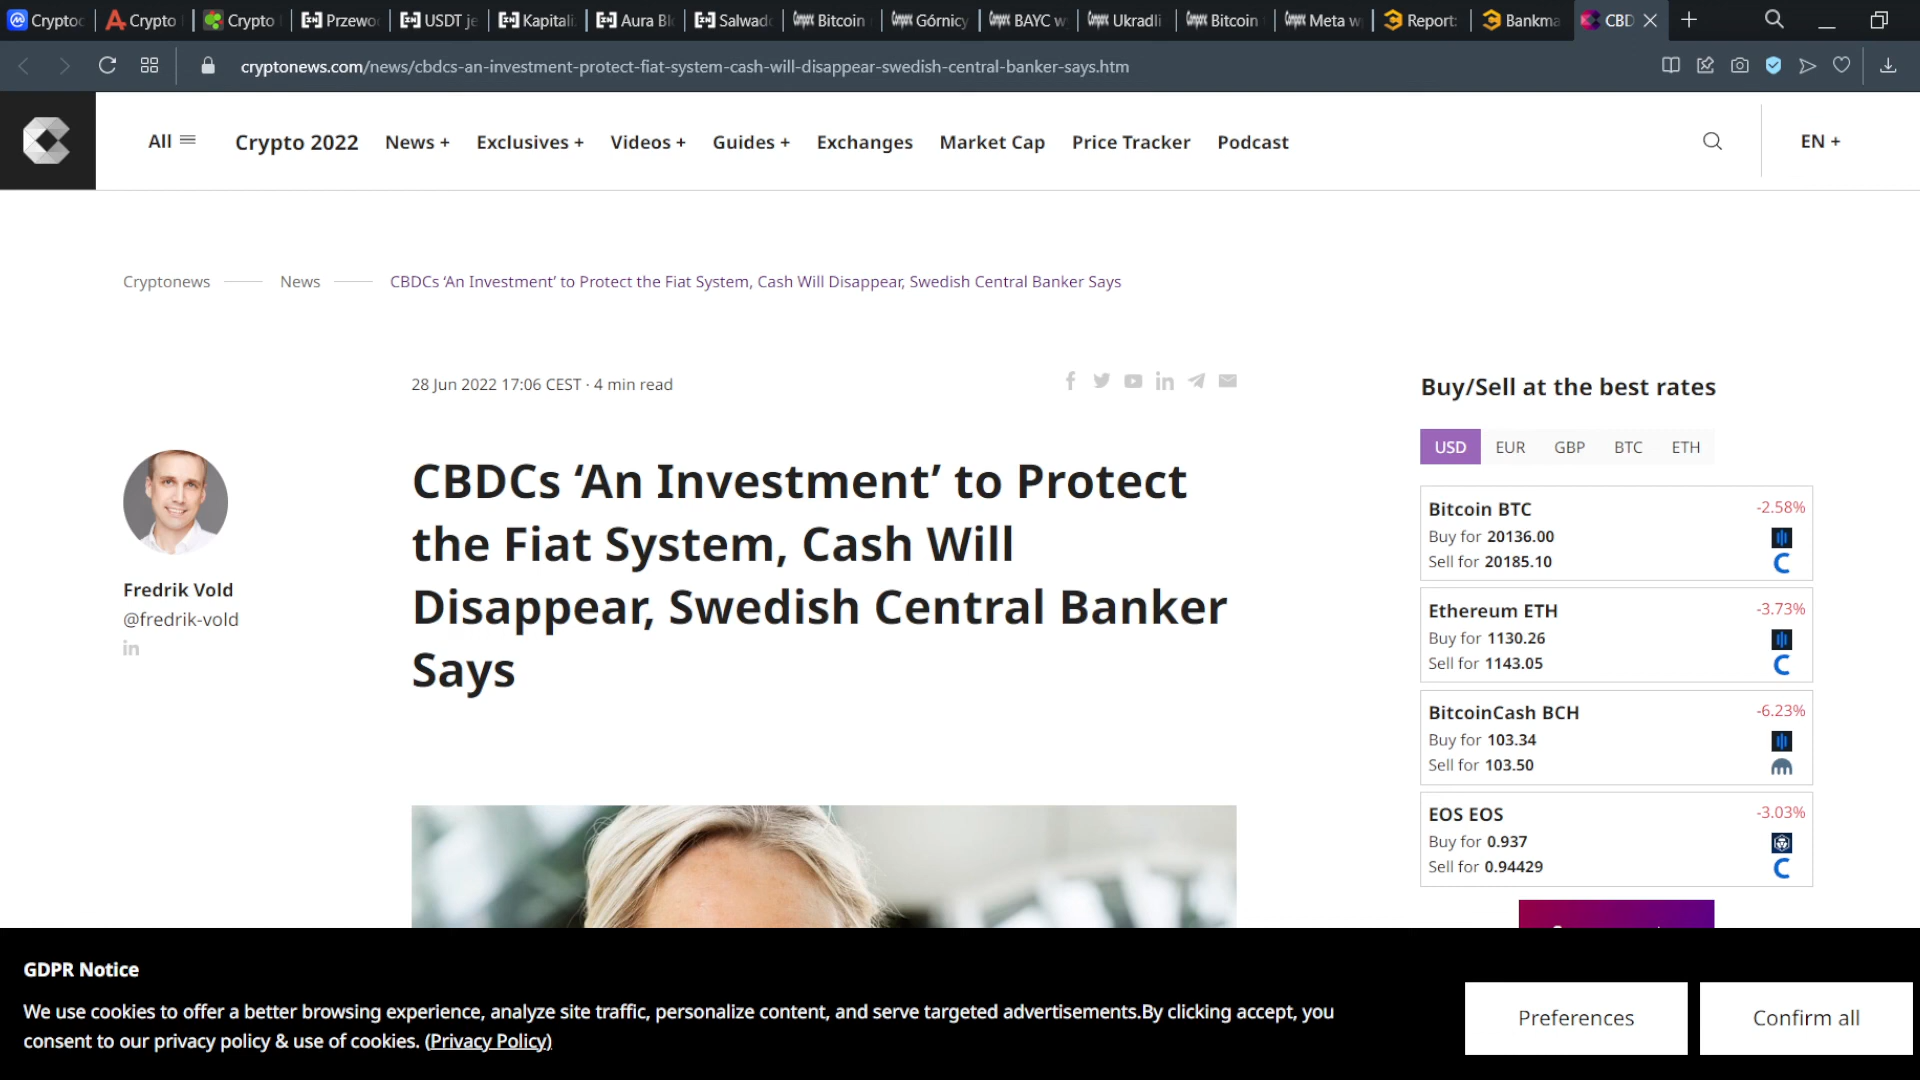 Cryptoc
Crypto
Crypto
Przewo
USDT je
Kapitali
Aura Bl
Salwad
Bitcoin
Górnicy
BAYC w
Ukradli
Bitcoin
Meta w
Report:
Bankma
CBD
cryptonews.com/news/cbdcs-an-investment-protect-fiat-system-cash-will-disappear-swedish-central-banker-says.htm
All
Crypto 2022
News +
Exclusives +
Videos +
Guides +
Exchanges
Market Cap
Price Tracker
Podcast
EN +
Cryptonews
News
CBDCs ‘An Investment’ to Protect the Fiat System, Cash Will Disappear, Swedish Central Banker Says
28 Jun 2022 17:06 CEST · 4 min read
Fredrik Vold
@fredrik-vold
CBDCs ‘An Investment’ to Protect
the Fiat System, Cash Will
Disappear, Swedish Central Banker
Says
Buy/Sell at the best rates
USD EUR GBP BTC ETH
Bitcoin BTC -2.58%
Buy for 20136.00
Sell for 20185.10
Ethereum ETH -3.73%
Buy for 1130.26
Sell for 1143.05
BitcoinCash BCH -6.23%
Buy for 103.34
Sell for 103.50
EOS EOS -3.03%
Buy for 0.937
Sell for 0.94429
GDPR Notice
We use cookies to offer a better browsing experience, analyze site traffic, personalize content, and serve targeted advertisements.By clicking accept, you
consent to our privacy policy & use of cookies. (Privacy Policy)
Preferences
Confirm all